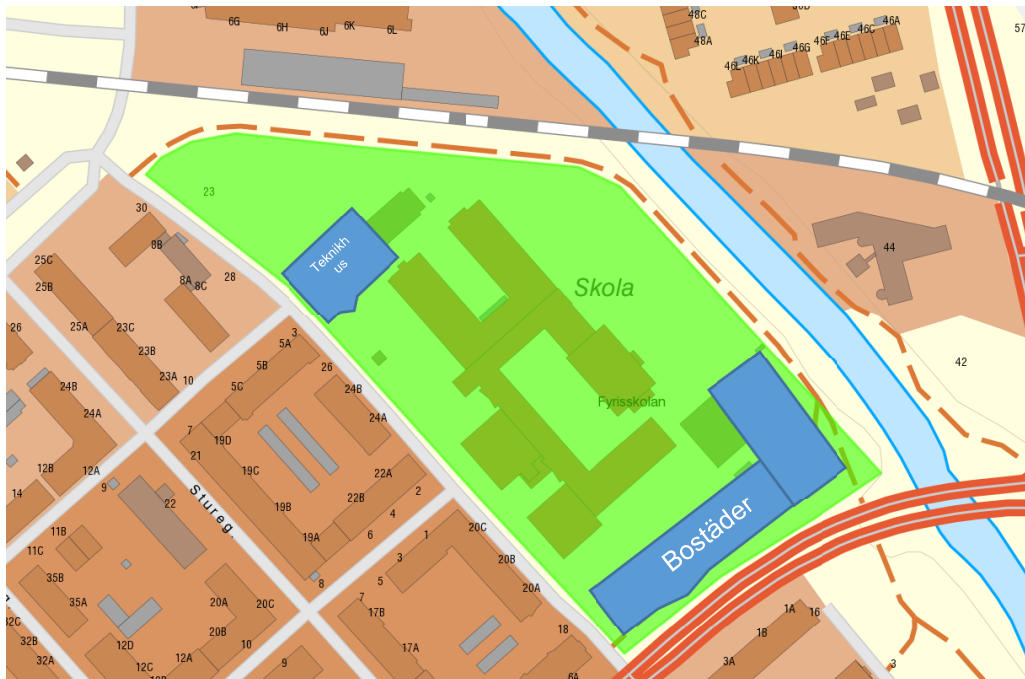 6G
6H
6J
6K
6L
48C
48A
46L
46K
46I
46G
46F
46E
46C
46A
57
23
30
8B
8A
8C
28
25C
25B
25A
23C
23B
23A
10
26
24B
24A
12B
12A
14
Teknikh
us
Skola
Fyrisskolan
Bostäder
44
42
3
5A
5B
5C
26
24B
24A
7
21
19D
19C
19B
19A
22A
22B
2
4
6
8
9
22
Stureg.
11B
11C
35B
35A
32C
32B
32A
20A
20C
20B
10
12D
12C
12A
10B
9
1
3
5
7
20C
20B
20A
17B
17A
18
6A
1A
16
1B
3A
3